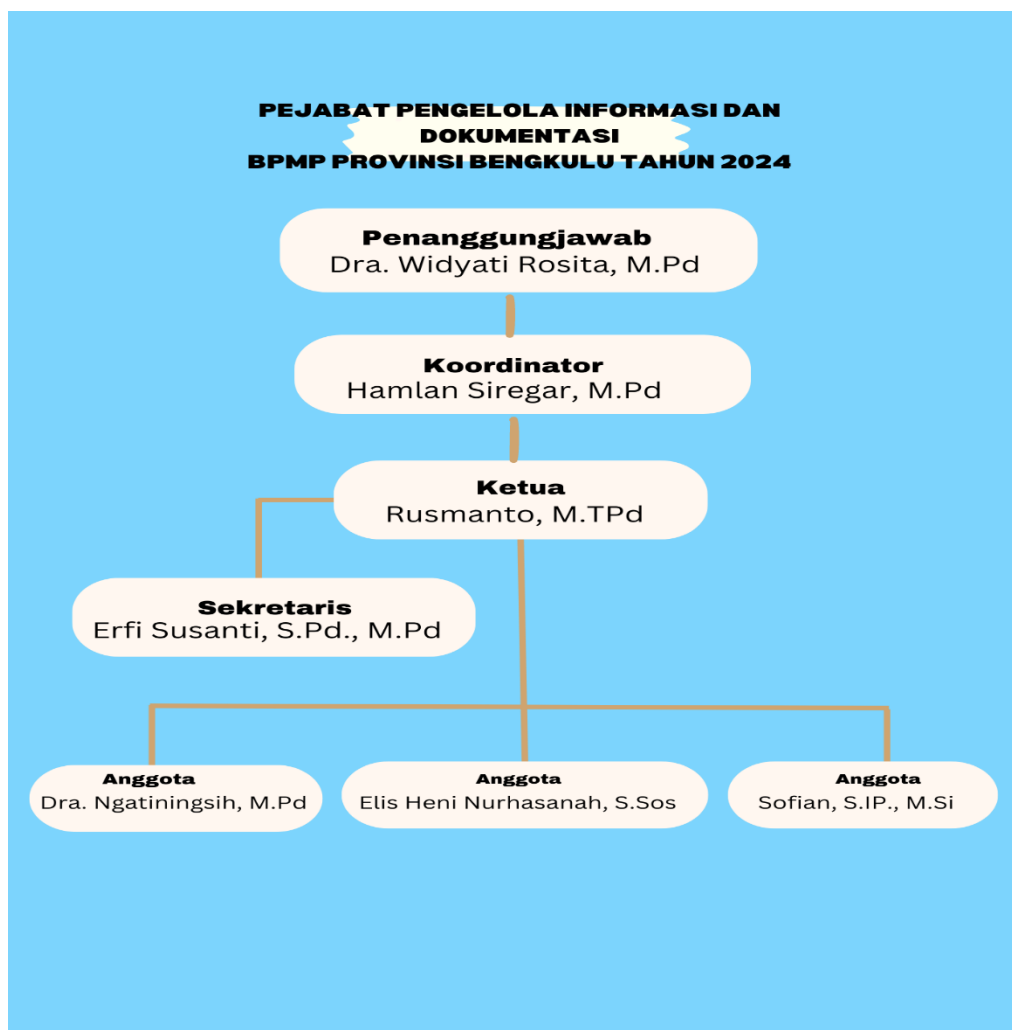 PEJABAT PENGELOLA INFORMASI DAN
DOKUMENTASI
BPMP PROVINSI BENGKULU TAHUN 2024
Penanggungjawab
Dra. Widyati Rosita, M.Pd
Koordinator
Hamlan Siregar, M.Pd
Ketua
Rusmanto, M.TPd
Sekretaris
Erfi Susanti, S.Pd., M.Pd
Anggota
Dra. Ngatiningsih, M.Pd
Anggota
Elis Heni Nurhasanah, S.Sos
Anggota
Sofian, S.IP., M.Si